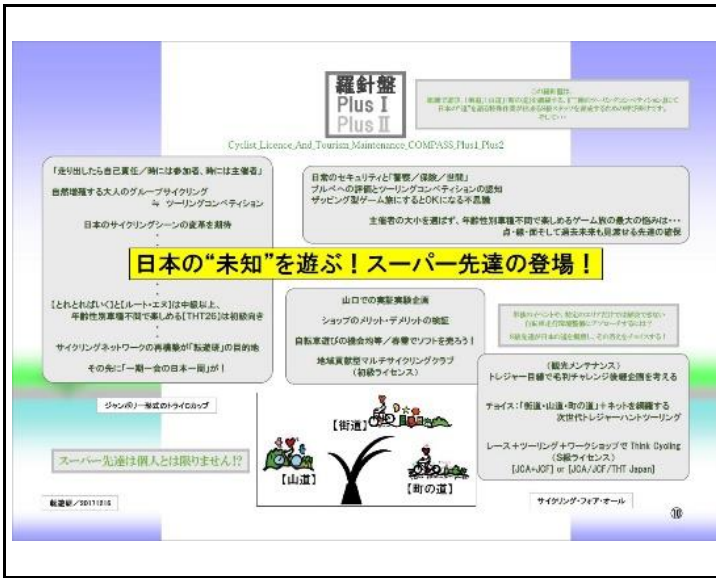 羅針盤
Plus Ⅰ
Plus Ⅱ
Cyclist_Licence_And_Tourism_Maintenance_COMPASS_Plus1_Plus2
この羅針盤は、
「走り出したら自己責任／時には参加者、時には主催者」
自然増殖する大人のグループサイクリング
≒ ツーリングコンペティション
日本のサイクリングシーンの変革を期待
日常のセキュリティと「警察／保険／世間」
ブルベへの評価とツーリングコンペティションの認知
ザッピング型ゲーム旅にするとOKになる不思議
主催者の大小を選ばず、年齢性別車種不問で楽しめるゲーム旅の最大の悩みは・・・
点・線・面そして過去未来も見渡せる先達の確保
日本の“未知”を遊ぶ！スーパー先達の登場！
【とれとればいく】と【ルート・エヌ】は中級以上、
年齢性別車種不問で楽しめる【THT26】は初級向き
サイクリングネットワークの再構築が「転遊後」の目的地
その先に「一期一会の日本一周」が！
山口での実証実験企画
ショップのメリット・デメリットの検証
自転車遊びの機会均等／春夏でソフトを売ろう！
地域貢献型マルチサイクリングクラブ
（初級ライセンス）
（観光メンテナンス）
トレジャー目線で毛利チャレンジ後継企画を考える
チョイス：「街道・山道・町の道」＋ネットを網羅する
次世代トレジャーハントツーリング
レース＋ツーリング＋ワークショップで Think Cycling
（S級ライセンス）
[JCA+JCF] or [JCA/JCF/THT Japan]
ジャンボリー形式のトライCカップ
スーパー先達は個人とは限りません!?
【街道】
【山道】
【町の道】
転遊研／20171216
サイクリング・フォア・オール
⑩